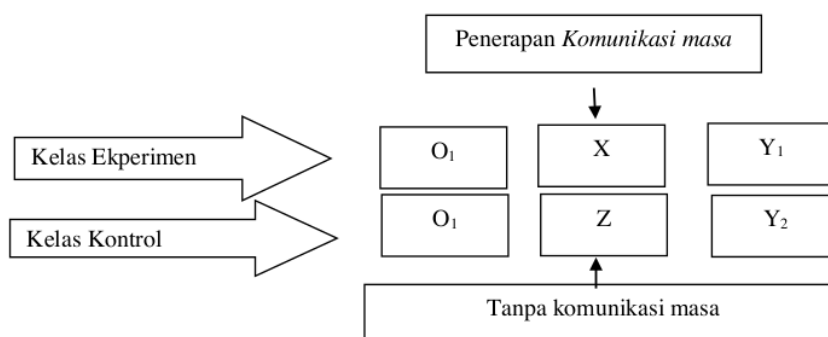 Penerapan Komunikasi masa
Kelas Ekperimen
O₁
X
Y₁
Kelas Kontrol
O₁
Z
Y₂
Tanpa komunikasi masa